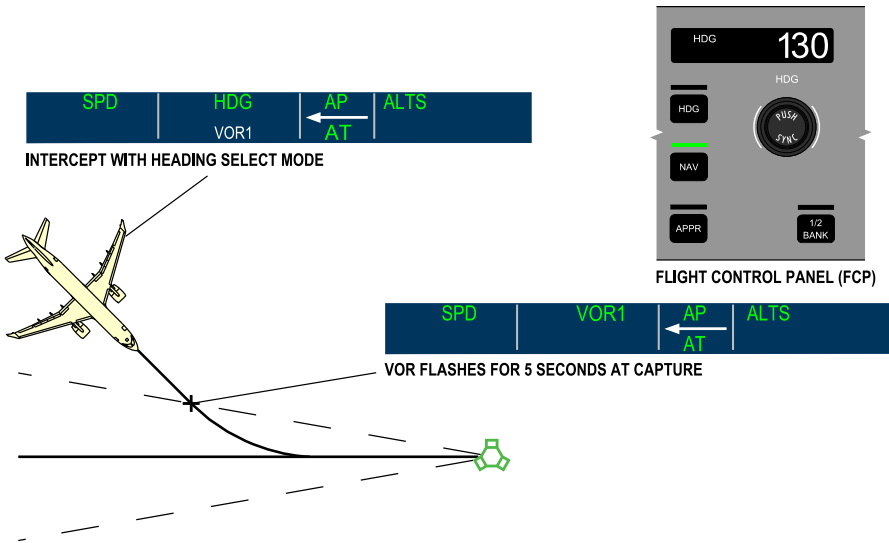 HDG 130
HDG
PUSH
SYNC
HDG
NAV
APPR
1/2
BANK
FLIGHT CONTROL PANEL (FCP)
SPD HDG AP ALTS
VOR1 AT
INTERCEPT WITH HEADING SELECT MODE
SPD VOR1 AP ALTS
AT
VOR FLASHES FOR 5 SECONDS AT CAPTURE